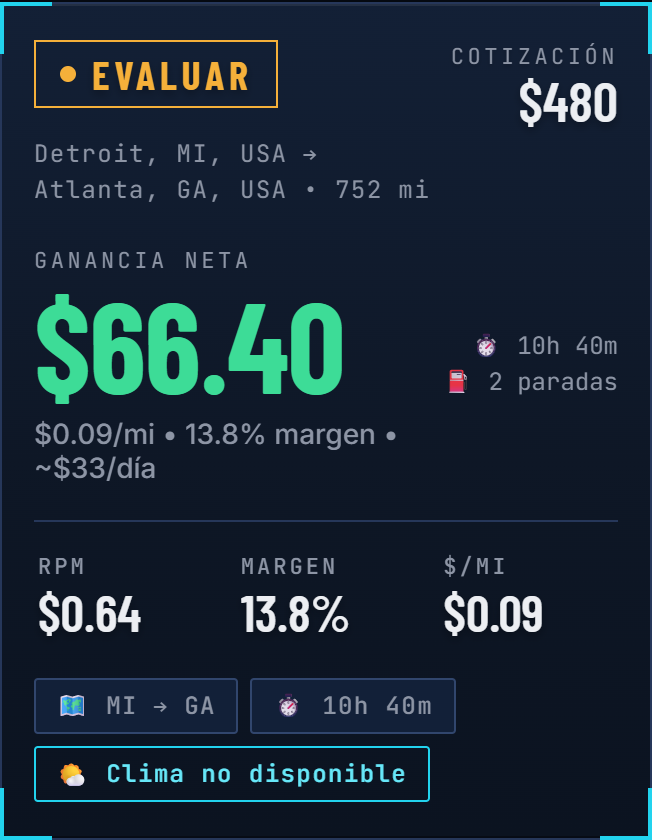 EVALUAR
COTIZACIÓN
$480
Detroit, MI, USA →
Atlanta, GA, USA • 752 mi
GANANCIA NETA
$66.40
10h 40m
2 paradas
$0.09/mi • 13.8% margen •
~$33/día
RPM MARGEN $/MI
$0.64 13.8% $0.09
MI → GA 10h 40m
Clima no disponible